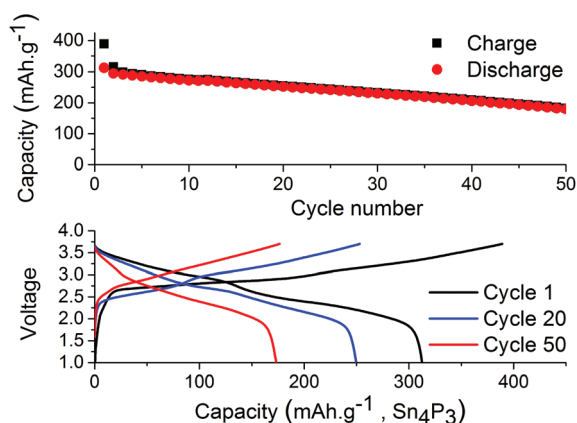 Capacity (mAh.g⁻¹)
400
300
200
100
0
Charge
Discharge
0 10 20 30 40 50
Cycle number
Voltage
4.0
3.5
3.0
2.5
2.0
1.5
1.0
Cycle 1
Cycle 20
Cycle 50
0 100 200 300 400
Capacity (mAh.g⁻¹ , Sn₄P₃)